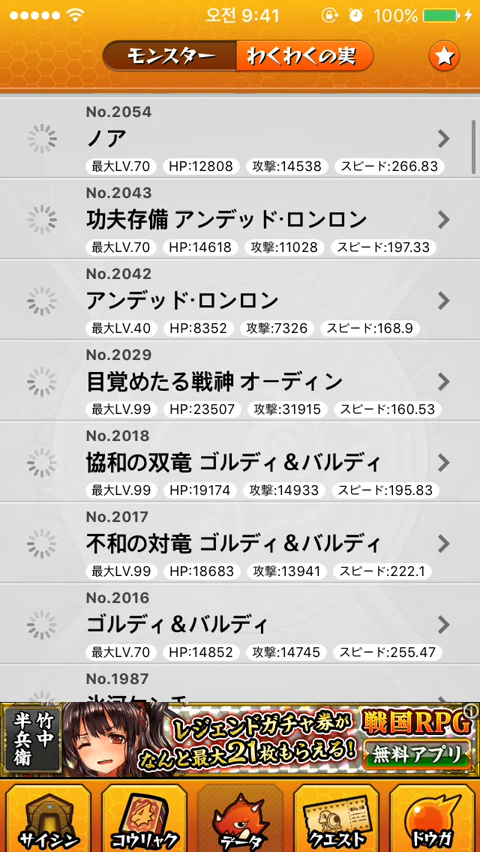 오전 9:41
100%
モンスター
わくわくの実
No.2054
ノア
最大LV.70 HP:12808 攻撃:14538 スピード:266.83
No.2043
功夫存備 アンデッド・ロンロン
最大LV.70 HP:14618 攻撃:11028 スピード:197.33
No.2042
アンデッド・ロンロン
最大LV.40 HP:8352 攻撃:7326 スピード:168.9
No.2029
目覚めたる戦神 オーディン
最大LV.99 HP:23507 攻撃:31915 スピード:160.53
No.2018
協和の双竜 ゴルディ&バルディ
最大LV.99 HP:19174 攻撃:14933 スピード:195.83
No.2017
不和の対竜 ゴルディ&バルディ
最大LV.99 HP:18683 攻撃:13941 スピード:222.1
No.2016
ゴルディ&バルディ
最大LV.70 HP:14852 攻撃:14745 スピード:255.47
No.1987
竹中
半兵衛
レジェンドガチャ券が
なんと最大21枚もらえる!
戦国RPG
無料アプリ
サイシン
コウリャク
データ
クエスト
ドウガ